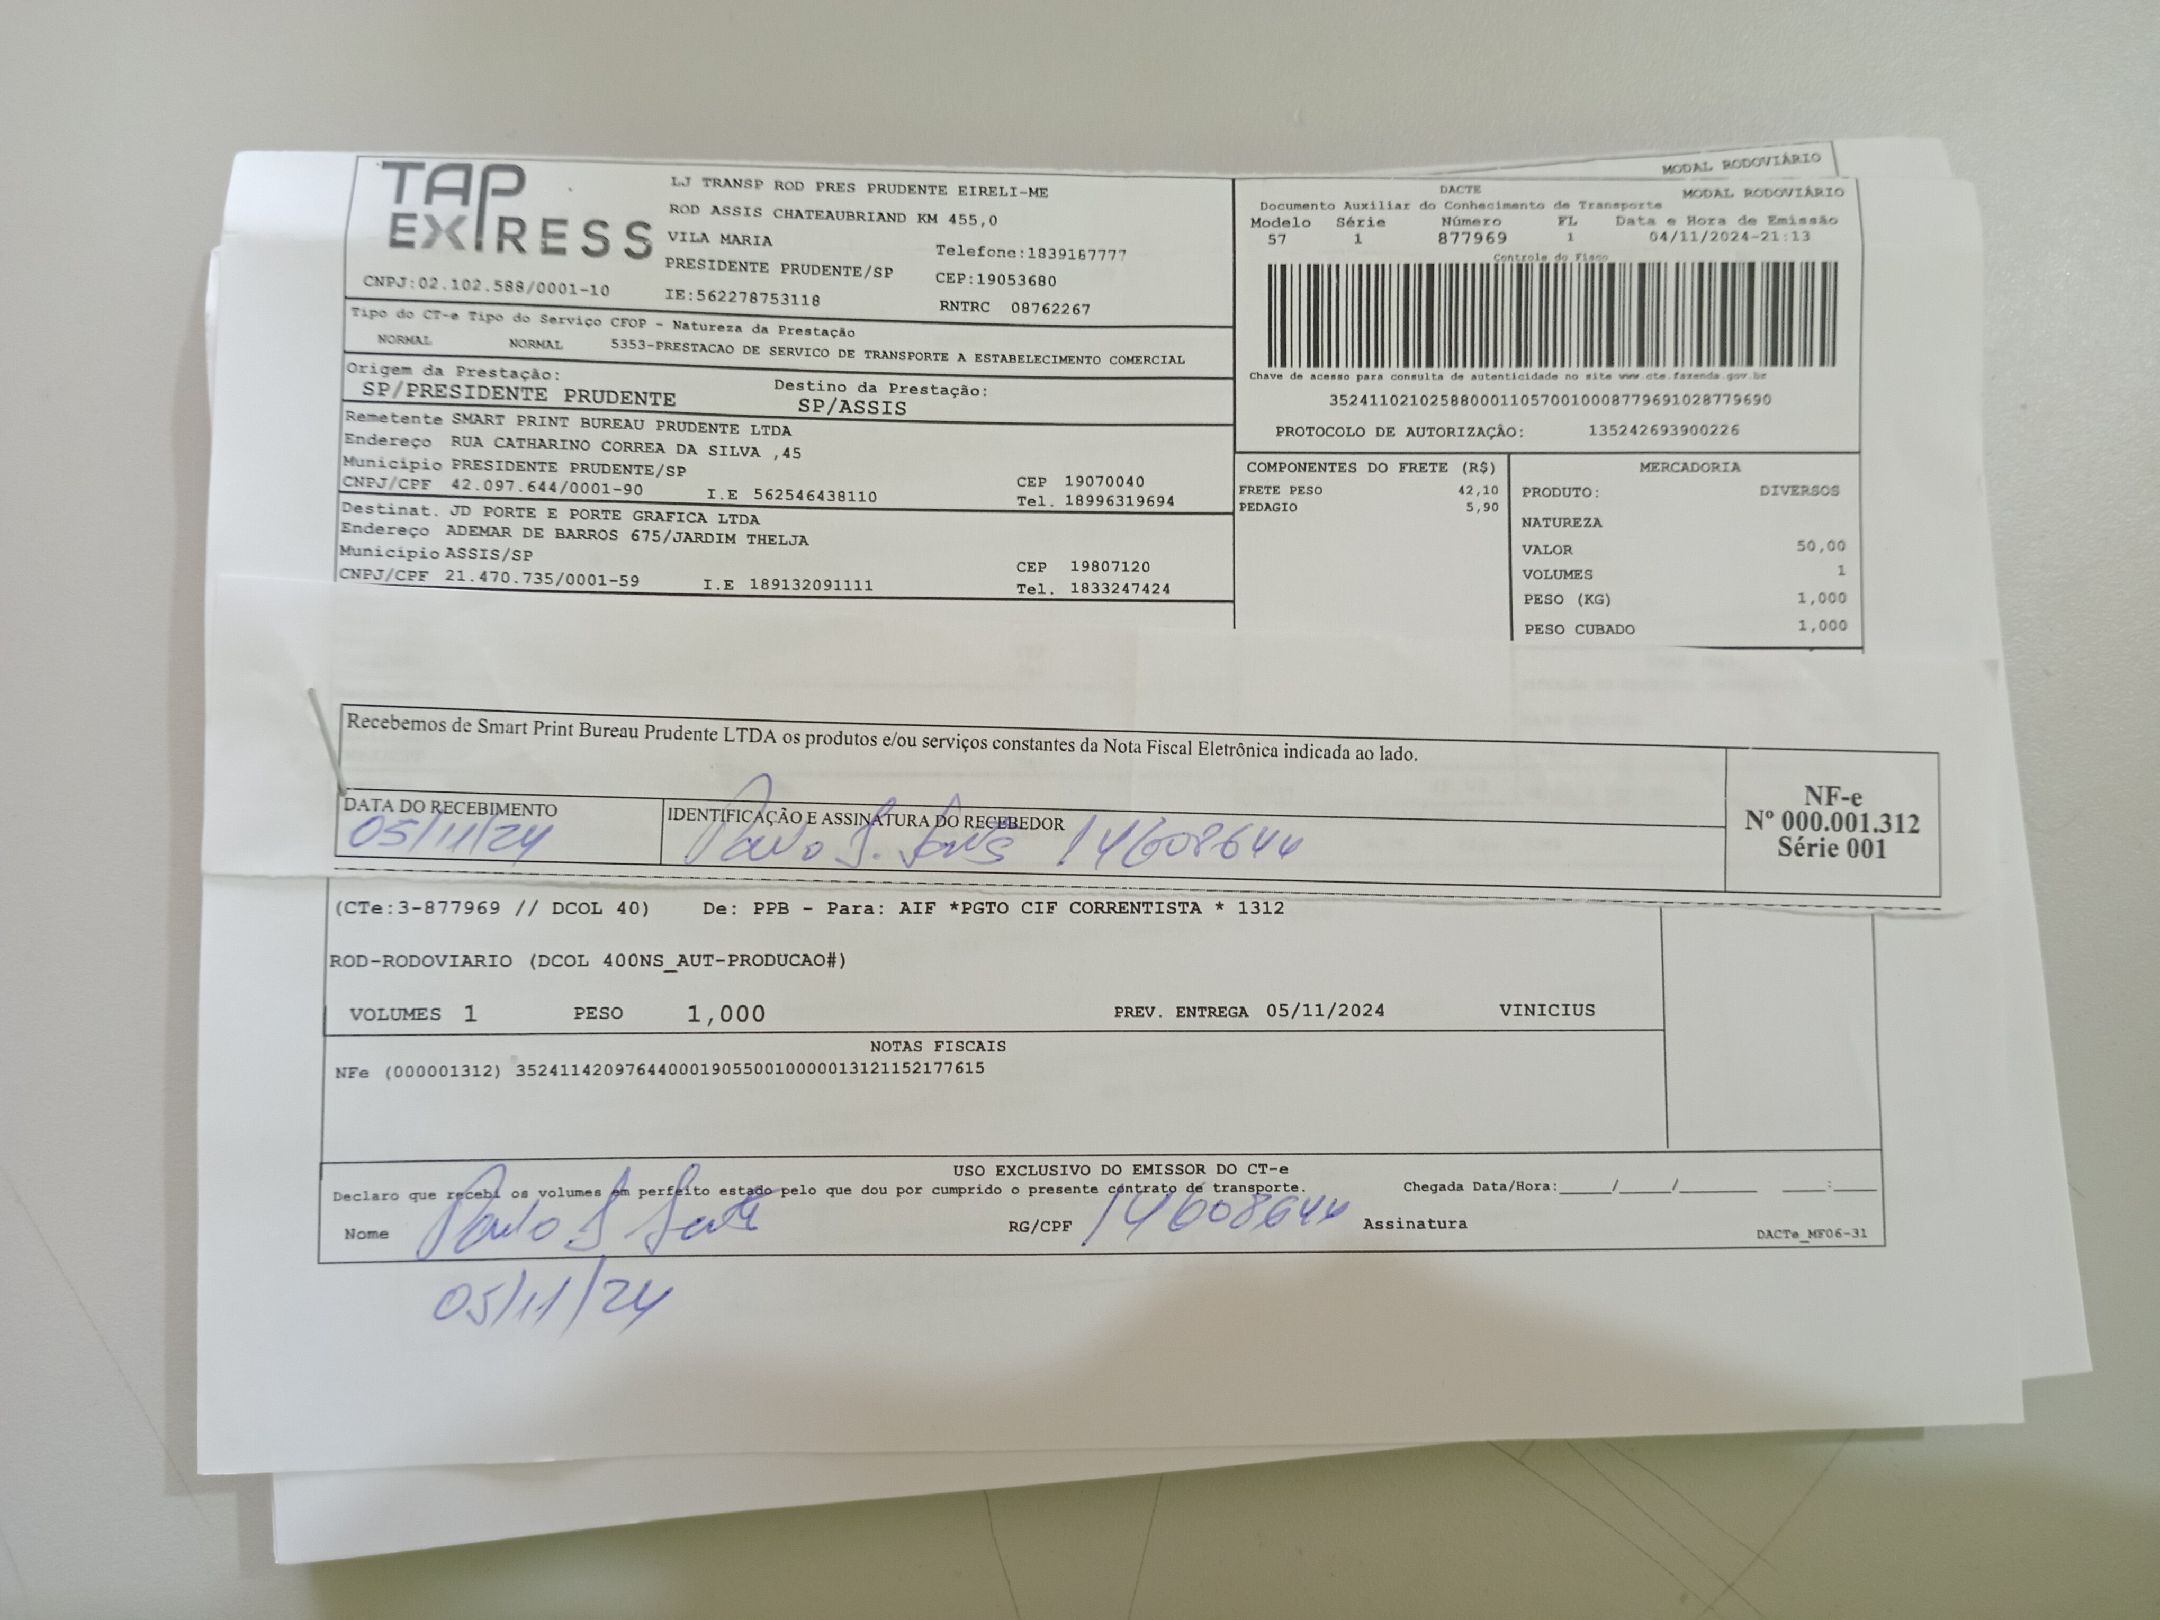 TAP EXPRESS
LJ TRANSP ROD PRES PRUDENTE EIRELI-ME
ROD ASSIS CHATEAUBRIAND KM 455,0
VILA MARIA
Telefone:1839187777
PRESIDENTE PRUDENTE/SP
CEP:19053680
CNPJ:02.102.588/0001-10
IE:562278753118
RNTRC 08762267
MODAL RODOVIÁRIO
DACTE MODAL RODOVIÁRIO
Documento Auxiliar do Conhecimento de Transporte
Modelo Série Número FL Data e Hora de Emissão
57 1 877969 1 04/11/2024-21:13
Controle do Fisco
Chave de acesso para consulta de autenticidade no site www.cte.fazenda.gov.br
35241102102588000110570010008779691028779690
PROTOCOLO DE AUTORIZAÇÃO: 135242693900226
Tipo do CT-e Tipo do Serviço CFOP - Natureza da Prestação
NORMAL NORMAL 5353-PRESTACAO DE SERVICO DE TRANSPORTE A ESTABELECIMENTO COMERCIAL
Origem da Prestação: Destino da Prestação:
SP/PRESIDENTE PRUDENTE SP/ASSIS
Remetente SMART PRINT BUREAU PRUDENTE LTDA
Endereço RUA CATHARINO CORREA DA SILVA ,45
Município PRESIDENTE PRUDENTE/SP CEP 19070040
CNPJ/CPF 42.097.644/0001-90 I.E 562546438110 Tel. 18996319694
Destinat. JD PORTE E PORTE GRAFICA LTDA
Endereço ADEMAR DE BARROS 675/JARDIM THELJA
Município ASSIS/SP CEP 19807120
CNPJ/CPF 21.470.735/0001-59 I.E 189132091111 Tel. 1833247424
COMPONENTES DO FRETE (R$)
FRETE PESO 42,10
PEDAGIO 5,90
MERCADORIA
PRODUTO: DIVERSOS
NATUREZA
VALOR 50,00
VOLUMES 1
PESO (KG) 1,000
PESO CUBADO 1,000
Recebemos de Smart Print Bureau Prudente LTDA os produtos e/ou serviços constantes da Nota Fiscal Eletrônica indicada ao lado.
DATA DO RECEBIMENTO
05/11/24
IDENTIFICAÇÃO E ASSINATURA DO RECEBEDOR
Paulo S. 14608644
NF-e
Nº 000.001.312
Série 001
(CTe:3-877969 // DCOL 40) De: PPB - Para: AIF *PGTO CIF CORRENTISTA * 1312
ROD-RODOVIARIO (DCOL 400NS_AUT-PRODUCAO#)
VOLUMES 1 PESO 1,000 PREV. ENTREGA 05/11/2024 VINICIUS
NOTAS FISCAIS
NFe (000001312) 35241142097644000190550010000013121152177615
USO EXCLUSIVO DO EMISSOR DO CT-e
Declaro que recebi os volumes em perfeito estado pelo que dou por cumprido o presente contrato de transporte. Chegada Data/Hora:____/____/______ ____:____
Nome Paulo S RG/CPF 14608644 Assinatura
DACTe_MF06-31
05/11/24